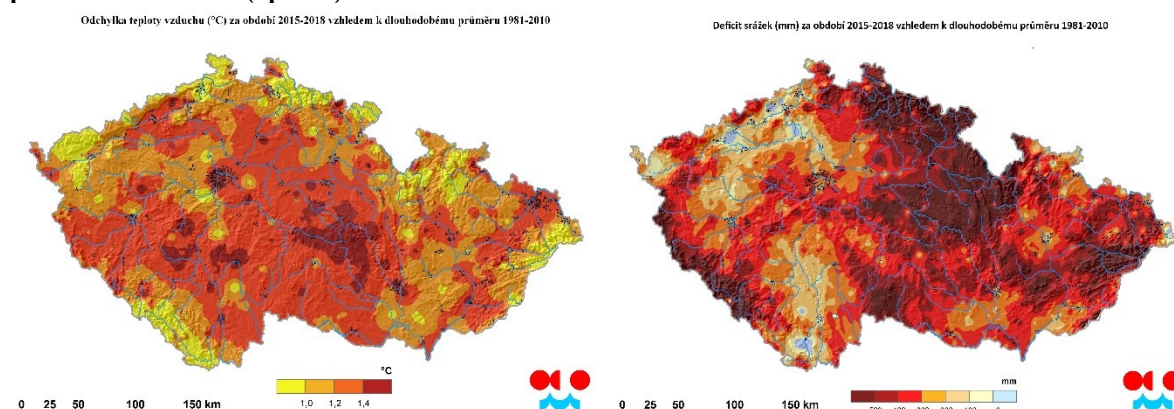 Odchylka teploty vzduchu (°C) za období 2015-2018 vzhledem k dlouhodobému průměru 1981-2010
Deficit srážek (mm) za období 2015-2018 vzhledem k dlouhodobému průměru 1981-2010
°C
1,0 1,2 1,4
0 25 50 100 150 km
mm
0 25 50 100 150 km